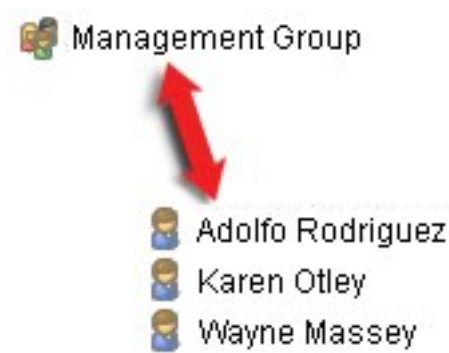 Management Group
Adolfo Rodriguez
Karen Otley
Wayne Massey